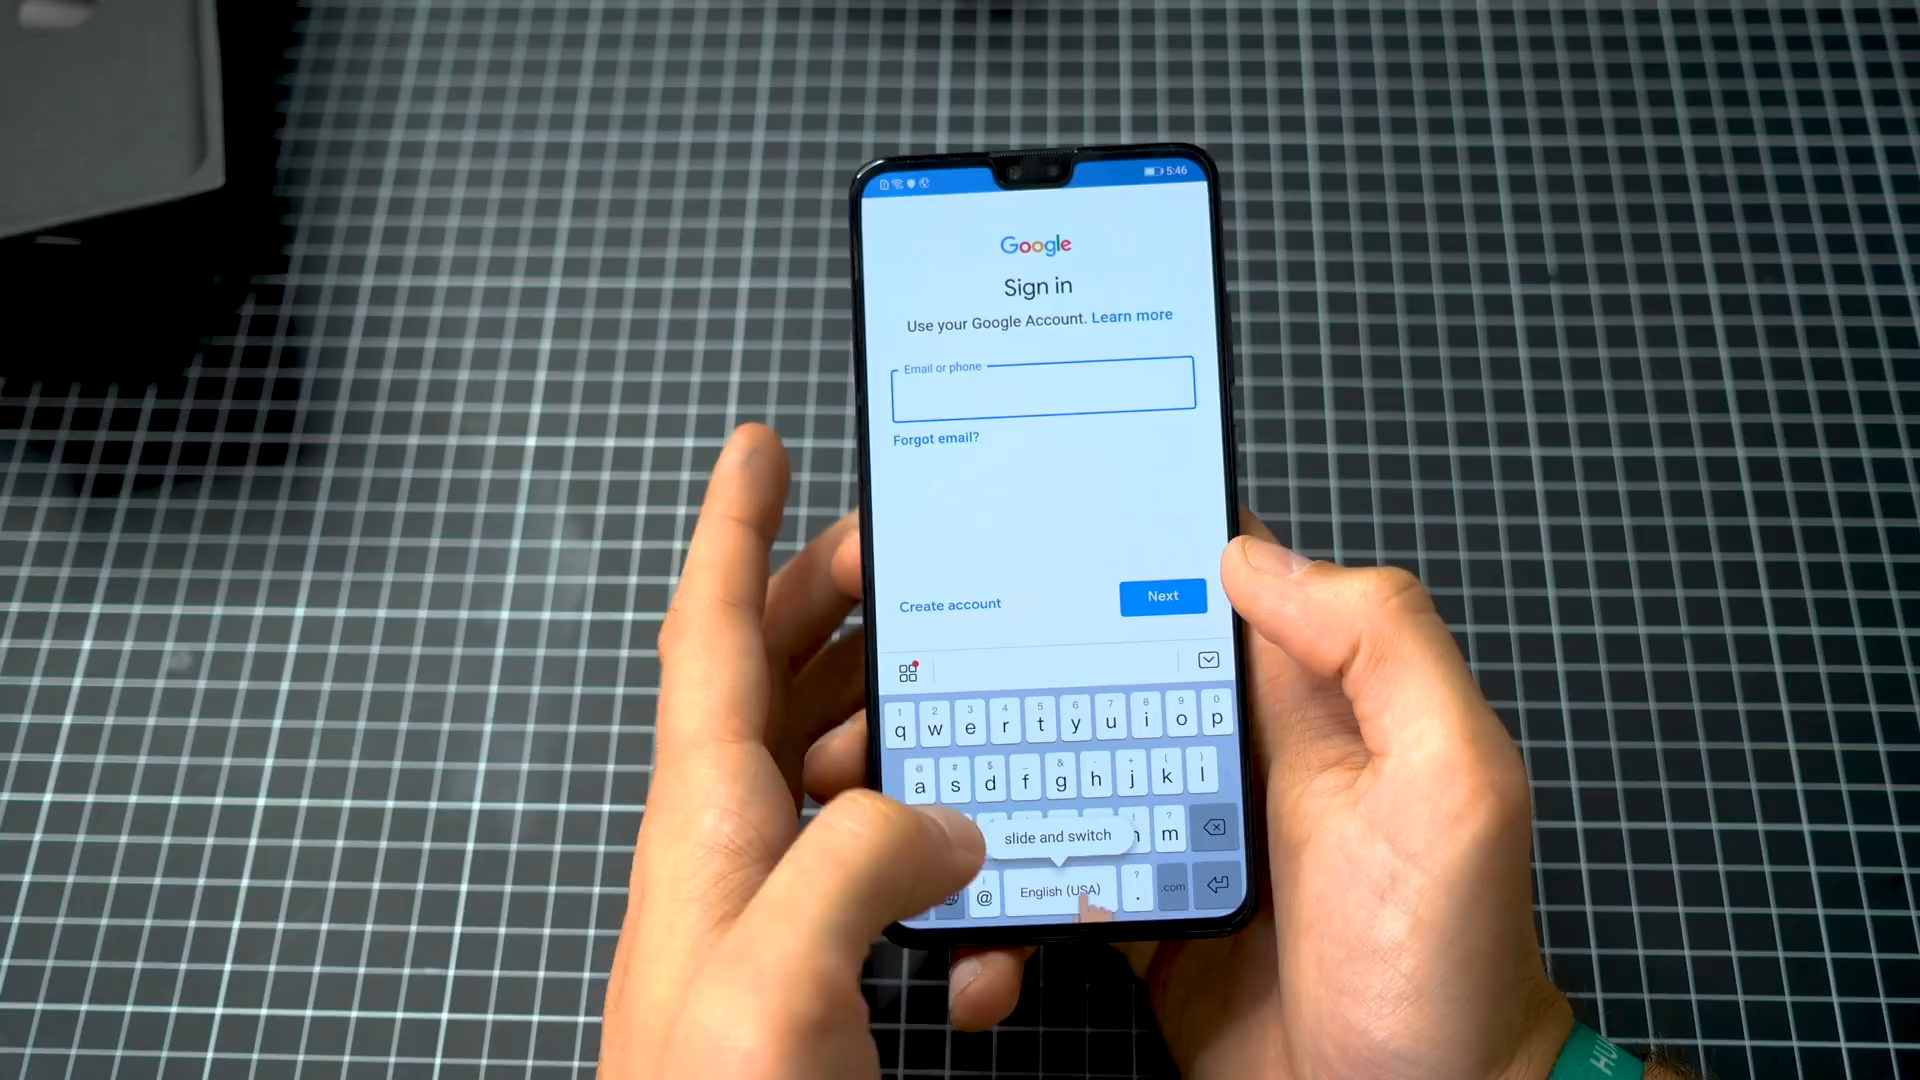 5:46
Google
Sign in
Use your Google Account. Learn more
Email or phone
Forgot email?
Create account
Next
1 2 3 4 5 6 7 8 9 0
q w e r t y u i o p
@ # $ _ & - + ( )
a s d f g h j k l
?
m
slide and switch
?
@ English (USA) . .com